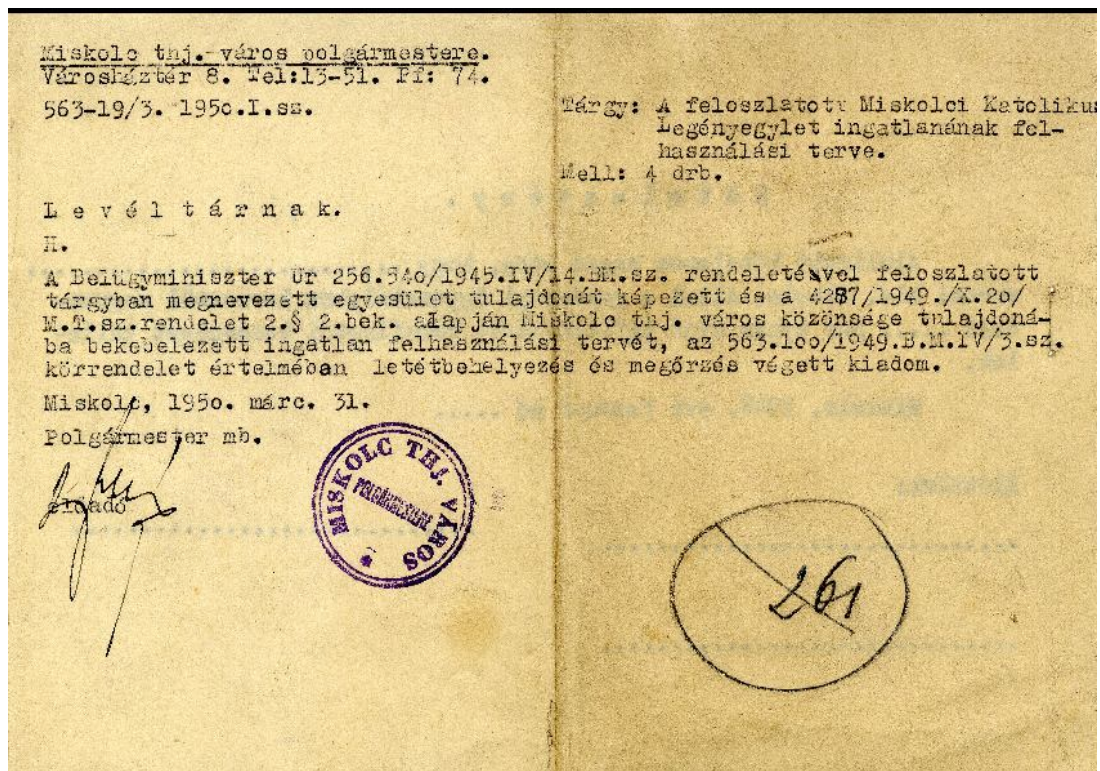 Miskolc thj.-város polgármestere.
Városháztér 8. Tel:13-51. Pf: 74.
563-19/3. 195o.I.sz.
Tárgy: A feloszlatott Miskolci Katolikus
Legényegylet ingatlanának fel-
használási terve.
Mell: 4 drb.
L e v é l t á r n a k.
H.
A Belügyminiszter Úr 256.54o/1945.IV/14.BM.sz. rendeletével feloszlatott
tárgyban megnevezett egyesület tulajdonát képezett és a 4287/1949./X.2o/
M.T.sz.rendelet 2.§ 2.bek. alapján Miskolc thj. város közönsége tulajdoná-
ba bekebelezett ingatlan felhasználási tervét, az 563.1oo/1949.B.M.IV/3.sz.
körrendelet értelmében letétbehelyezés és megőrzés végett kiadom.
Miskolc, 195o. márc. 31.
Polgármester mb.
előadó
MISKOLC THJ. VÁROS
POLGÁRMESTERE
261